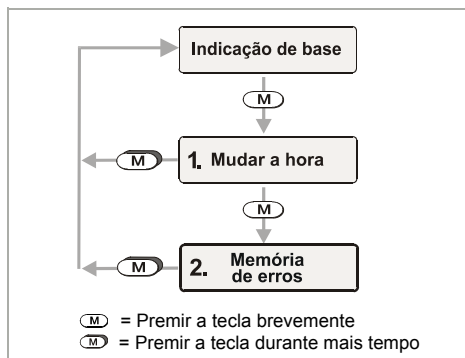 Indicação de base
M
M
1. Mudar a hora
M
M
2. Memória
de erros
M = Premir a tecla brevemente
M = Premir a tecla durante mais tempo